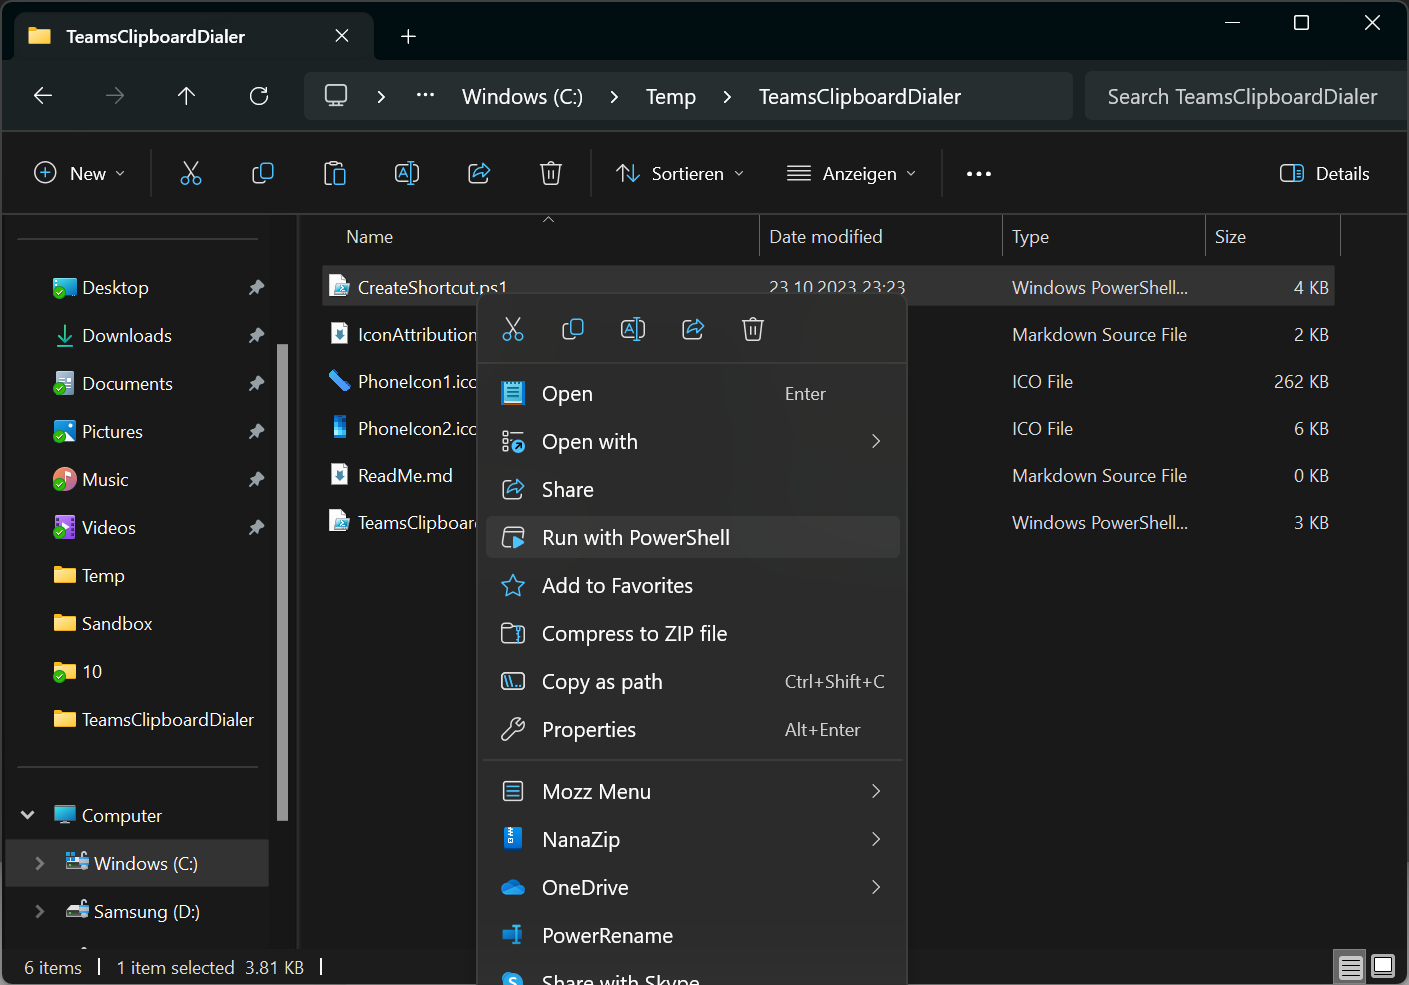 TeamsClipboardDialer
Windows (C:) Temp TeamsClipboardDialer Search TeamsClipboardDialer
New Sortieren Anzeigen Details
Name Date modified Type Size
CreateShortcut.ps1 23.10.2023 23:23 Windows PowerShell... 4 KB
IconAttribution Markdown Source File 2 KB
PhoneIcon1.ico ICO File 262 KB
PhoneIcon2.ico ICO File 6 KB
ReadMe.md Markdown Source File 0 KB
TeamsClipboar Windows PowerShell... 3 KB
Desktop
Downloads
Documents
Pictures
Music
Videos
Temp
Sandbox
10
TeamsClipboardDialer
Computer
Windows (C:)
Samsung (D:)
Open Enter
Open with
Share
Run with PowerShell
Add to Favorites
Compress to ZIP file
Copy as path Ctrl+Shift+C
Properties Alt+Enter
Mozz Menu
NanaZip
OneDrive
PowerRename
Share with Skype
6 items 1 item selected 3.81 KB